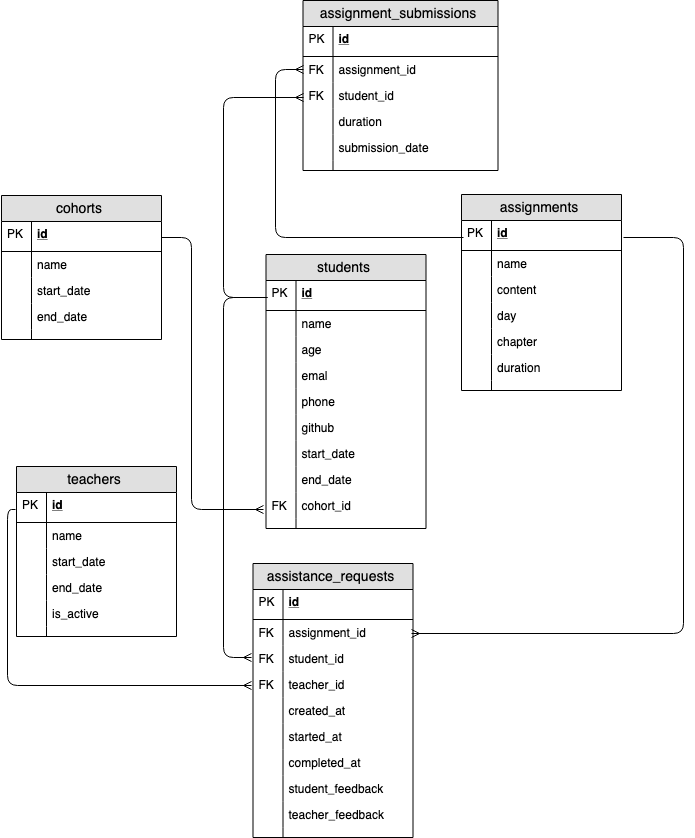 assignment_submissions
PK id
FK assignment_id
FK student_id
duration
submission_date
cohorts
PK id
name
start_date
end_date
assignments
PK id
name
content
day
chapter
duration
students
PK id
name
age
emal
phone
github
start_date
end_date
FK cohort_id
teachers
PK id
name
start_date
end_date
is_active
assistance_requests
PK id
FK assignment_id
FK student_id
FK teacher_id
created_at
started_at
completed_at
student_feedback
teacher_feedback